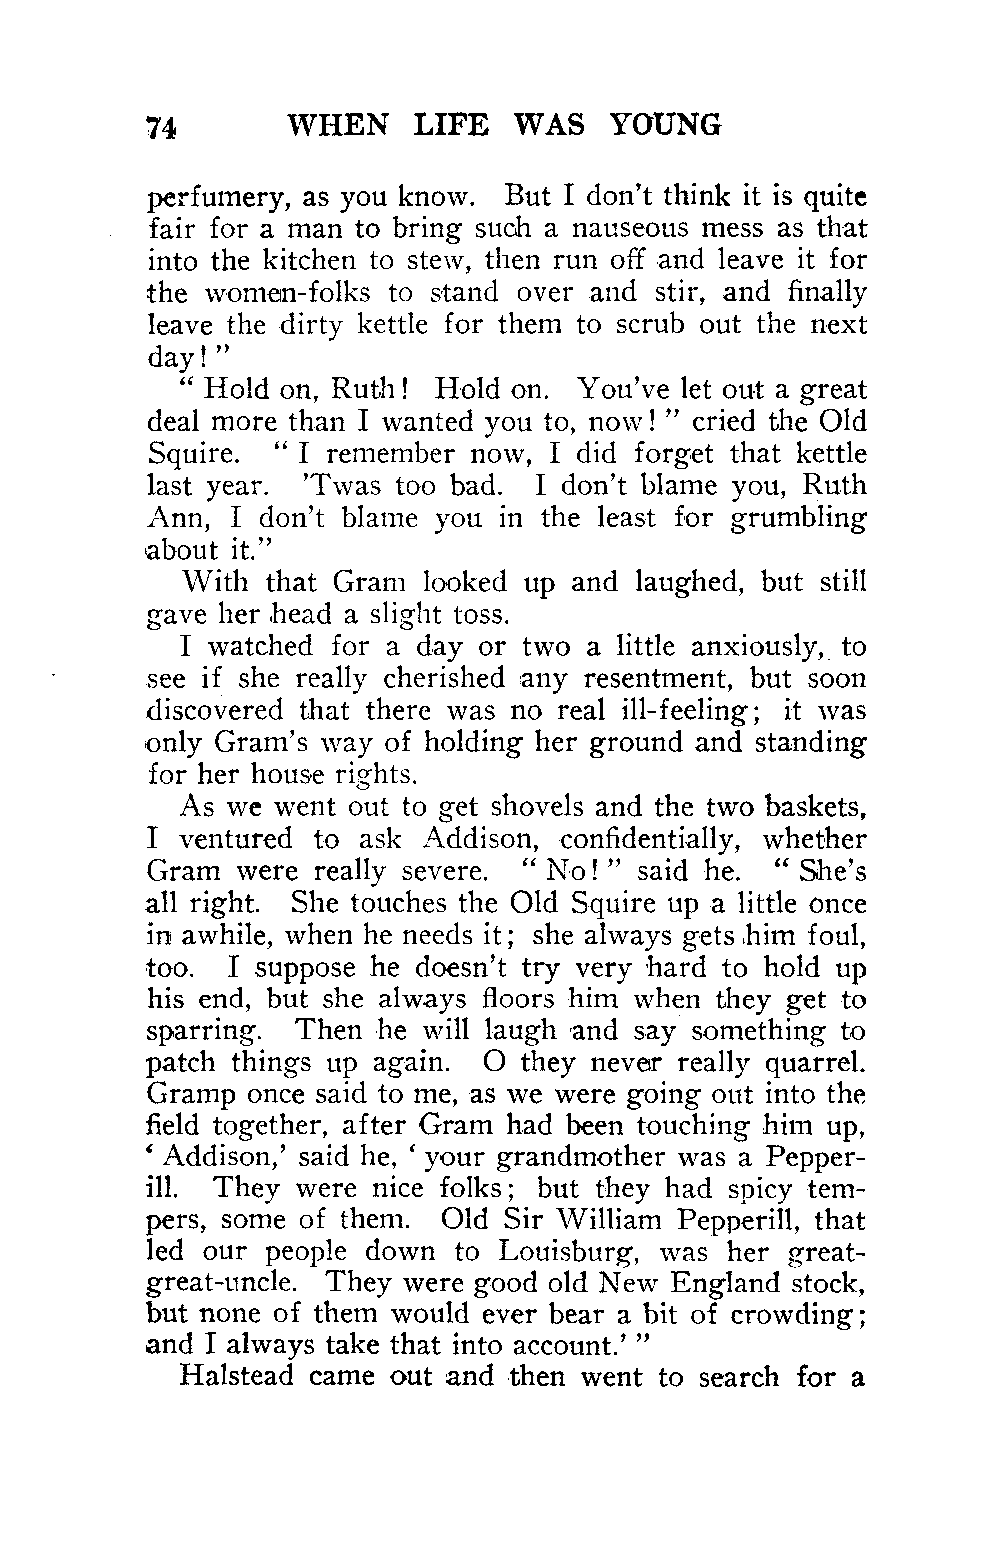 74 WHEN LIFE WAS YOUNG
perfumery, as you know. But I don't think it is quite
fair for a man to bring such a nauseous mess as that
into the kitchen to stew, then run off and leave it for
the women-folks to stand over and stir, and finally
leave the dirty kettle for them to scrub out the next
day! "
" Hold on, Ruth! Hold on. You've let out a great
deal more than I wanted you to, now! " cried the Old
Squire. " I remember now, I did forget that kettle
last year. 'Twas too bad. I don't blame you, Ruth
Ann, I don't blame you in the least for grumbling
about it."
With that Gram looked up and laughed, but still
gave her head a slight toss.
I watched for a day or two a little anxiously, to
see if she really cherished any resentment, but soon
discovered that there was no real ill-feeling; it was
only Gram's way of holding her ground and standing
for her house rights.
As we went out to get shovels and the two baskets,
I ventured to ask Addison, confidentially, whether
Gram were really severe. " No! " said he. " She's
all right. She touches the Old Squire up a little once
in awhile, when he needs it; she always gets him foul,
too. I suppose he doesn't try very hard to hold up
his end, but she always floors him when they get to
sparring. Then he will laugh and say something to
patch things up again. O they never really quarrel.
Gramp once said to me, as we were going out into the
field together, after Gram had been touching him up,
' Addison,' said he, ' your grandmother was a Pepper-
ill. They were nice folks; but they had spicy tem-
pers, some of them. Old Sir William Pepperill, that
led our people down to Louisburg, was her great-
great-uncle. They were good old New England stock,
but none of them would ever bear a bit of crowding;
and I always take that into account.' "
Halstead came out and then went to search for a